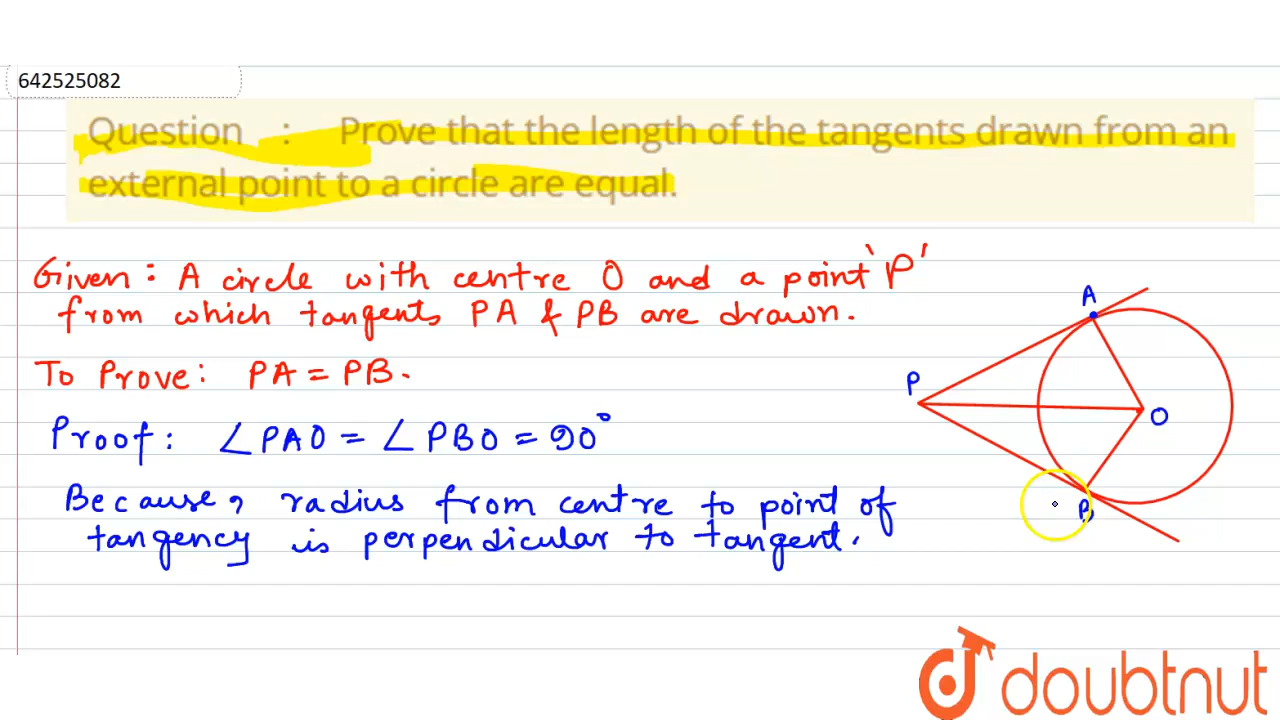 642525082
Question : Prove that the length of the tangents drawn from an
external point to a circle are equal.
Given : A circle with centre O and a point 'P'
from which tangents PA & PB are drawn.
To Prove : PA = PB.
Proof : ∠PAO = ∠PBO = 90°
Because, radius from centre to point of
tangency is perpendicular to tangent.
A
P
O
B
doubtnut